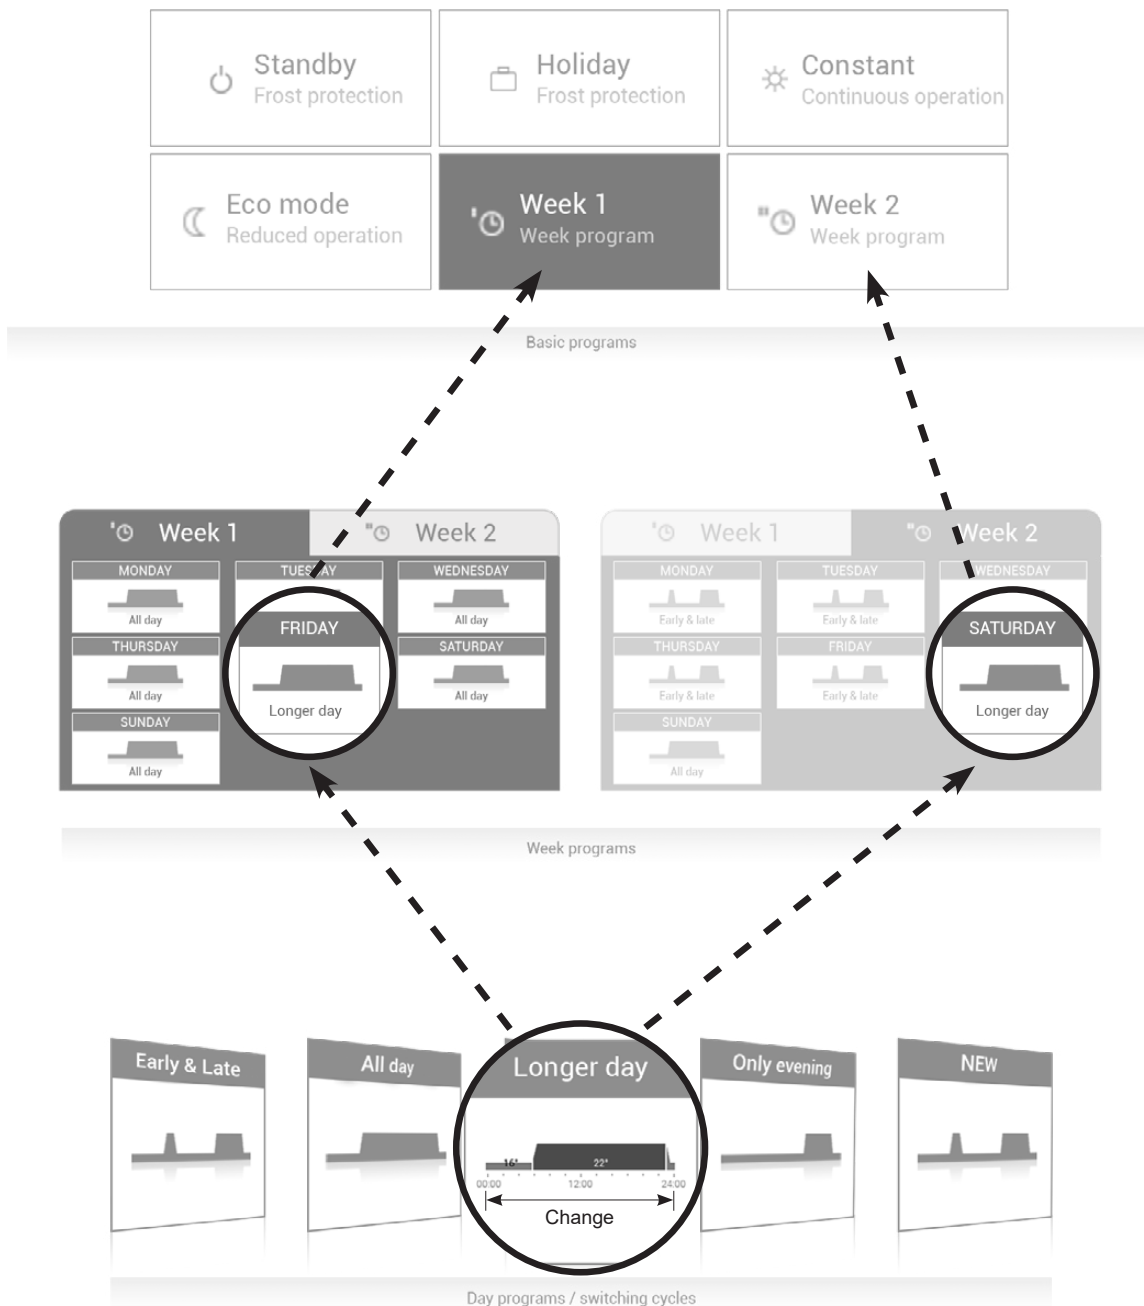 Standby
Frost protection
Holiday
Frost protection
Constant
Continuous operation
Eco mode
Reduced operation
Week 1
Week program
Week 2
Week program
Basic programs
Week 1
Week 2
MONDAY
All day
TUESDAY
WEDNESDAY
All day
THURSDAY
All day
FRIDAY
Longer day
SATURDAY
All day
SUNDAY
All day
Week 1
Week 2
MONDAY
Early & late
TUESDAY
Early & late
WEDNESDAY
THURSDAY
Early & late
FRIDAY
Early & late
SATURDAY
Longer day
SUNDAY
All day
Week programs
Early & Late
All day
Longer day
16°
22°
00:00 12:00 24:00
Change
Only evening
NEW
Day programs / switching cycles